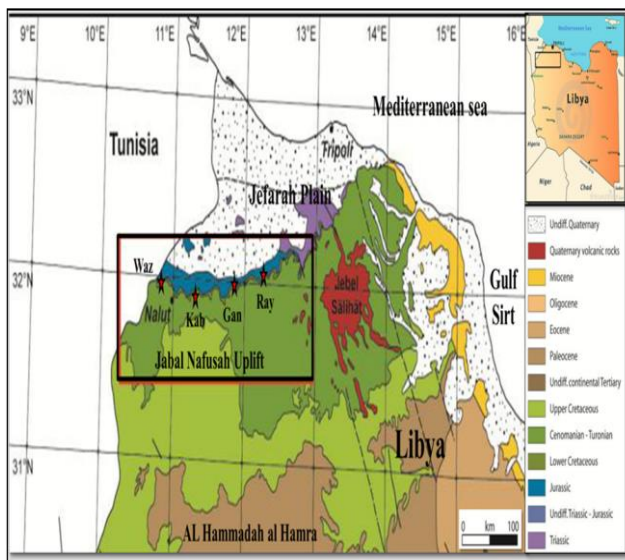 9°E 10°E 11°E 12°E 13°E 14°E 15°E 16°
33°N
32°N
31°N
Mediterranean sea
Tunisia
Tripoli
Jefarah Plain
Waz
Nalut
Kab
Gan
Ray
Jabal Nafusah Uplift
Jebel
Salihat
Gulf
Sirt
Libya
AL Hammadah al Hamra
0 km 100
Mediterranean Sea
Libya
Niger
Chad
Undiff.Quaternary
Quaternary volcanic rocks
Miocene
Oligocene
Eocene
Paleocene
Undiff.continental Tertiary
Upper Cretaceous
Cenomanian - Turonian
Lower Cretaceous
Jurassic
Undiff.Triassic - Jurassic
Triassic